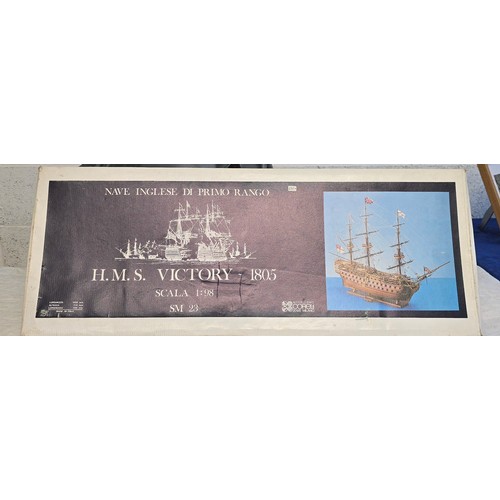 NAVE INGLESE DI PRIMO RANGO
H.M.S. VICTORY - 1805
SCALA 1:98
SM 23
COREL